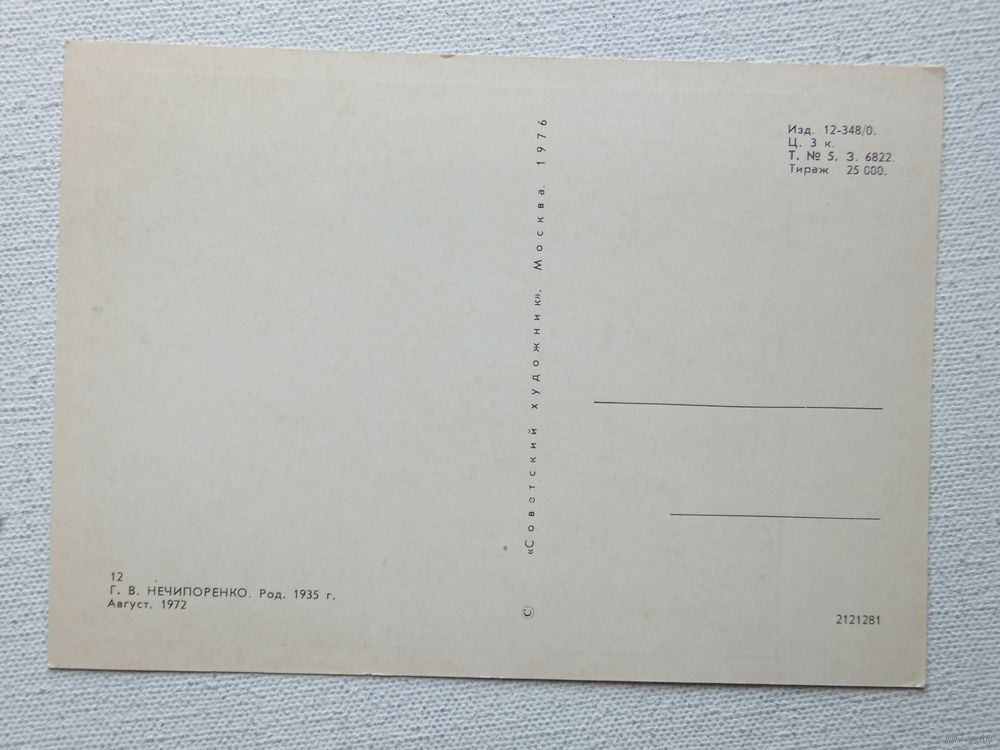 Изд. 12-348/0.
Ц. 3 к.
Т. № 5. З. 6822.
Тираж 25 000.
«Советский художник». Москва. 1976
12
Г. В. НЕЧИПОРЕНКО. Род. 1935 г.
Август. 1972
©
2121281